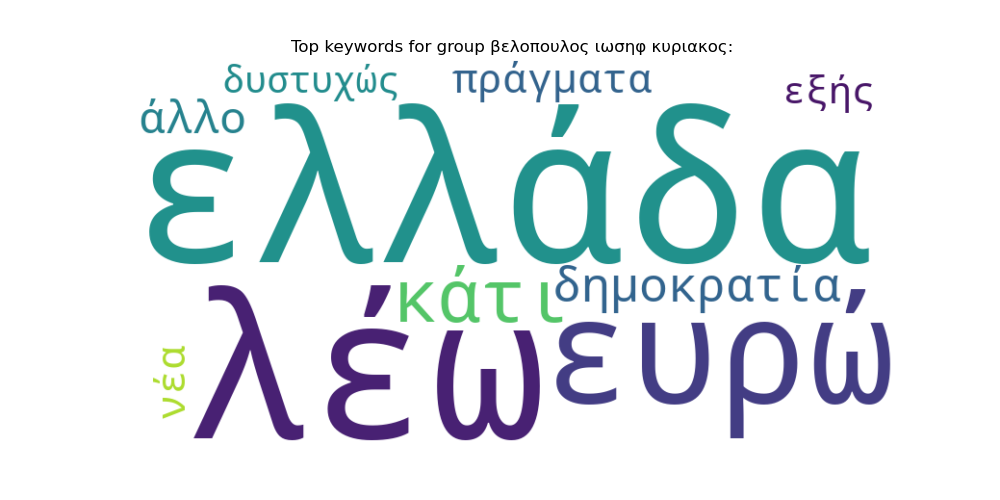 Top keywords for group βελοπουλος ιωσηφ κυριακος:
δυστυχώς πράγματα εξής
άλλο
ελλάδα
κάτι δημοκρατία
λέω ευρώ
νέα